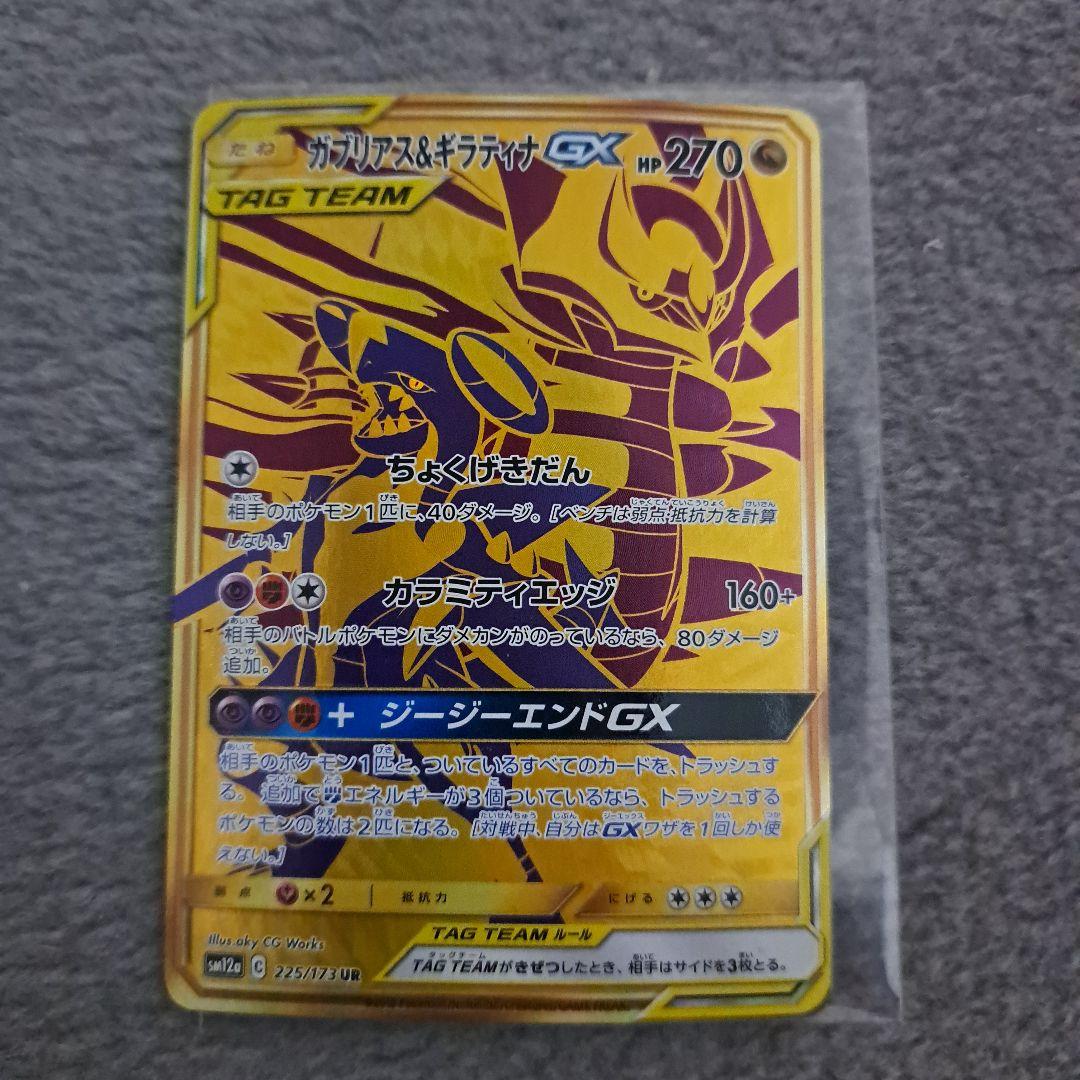 たね ガブリアス&ギラティナGX HP270
TAG TEAM
ちょくげきだん
相手のポケモン1匹に、40ダメージ。[ベンチは弱点・抵抗力を計算
しない。]
カラミティエッジ 160+
相手のバトルポケモンにダメカンがのっているなら、80ダメージ
追加。
+ ジージーエンドGX
相手のポケモン1匹と、ついているすべてのカードを、トラッシュす
る。追加でエネルギーが3個ついているなら、トラッシュする
ポケモンの数は2匹になる。[対戦中、自分はGXワザを1回しか使
えない。]
弱点 ×2 抵抗力 にげる
Illus.aky CG Works
TAG TEAM ルール
sm12a C 225/173 UR
TAG TEAMがきぜつしたとき、相手はサイドを3枚とる。